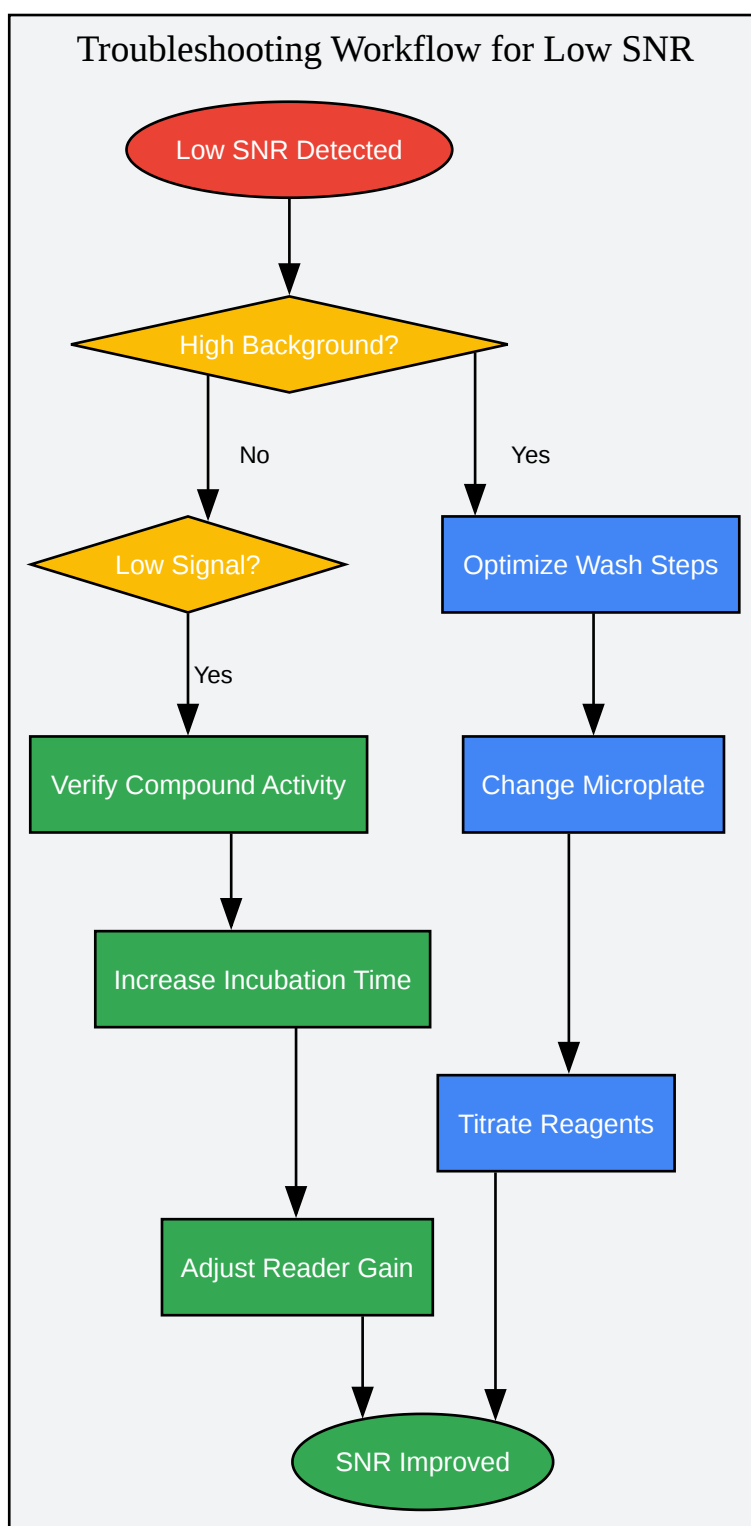 Troubleshooting Workflow for Low SNR
Low SNR Detected
High Background?
No
Yes
Low Signal?
Optimize Wash Steps
Yes
Verify Compound Activity
Change Microplate
Increase Incubation Time
Titrate Reagents
Adjust Reader Gain
SNR Improved